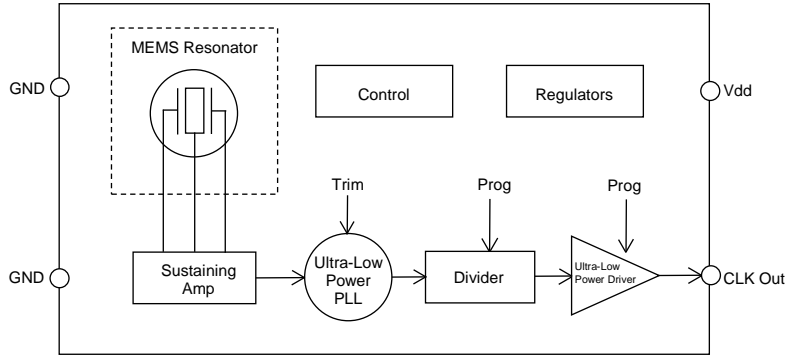 MEMS Resonator
GND
Control
Regulators
Vdd
Trim
Prog
Prog
GND
Sustaining
Amp
Ultra-Low
Power
PLL
Divider
Ultra-Low
Power Driver
CLK Out